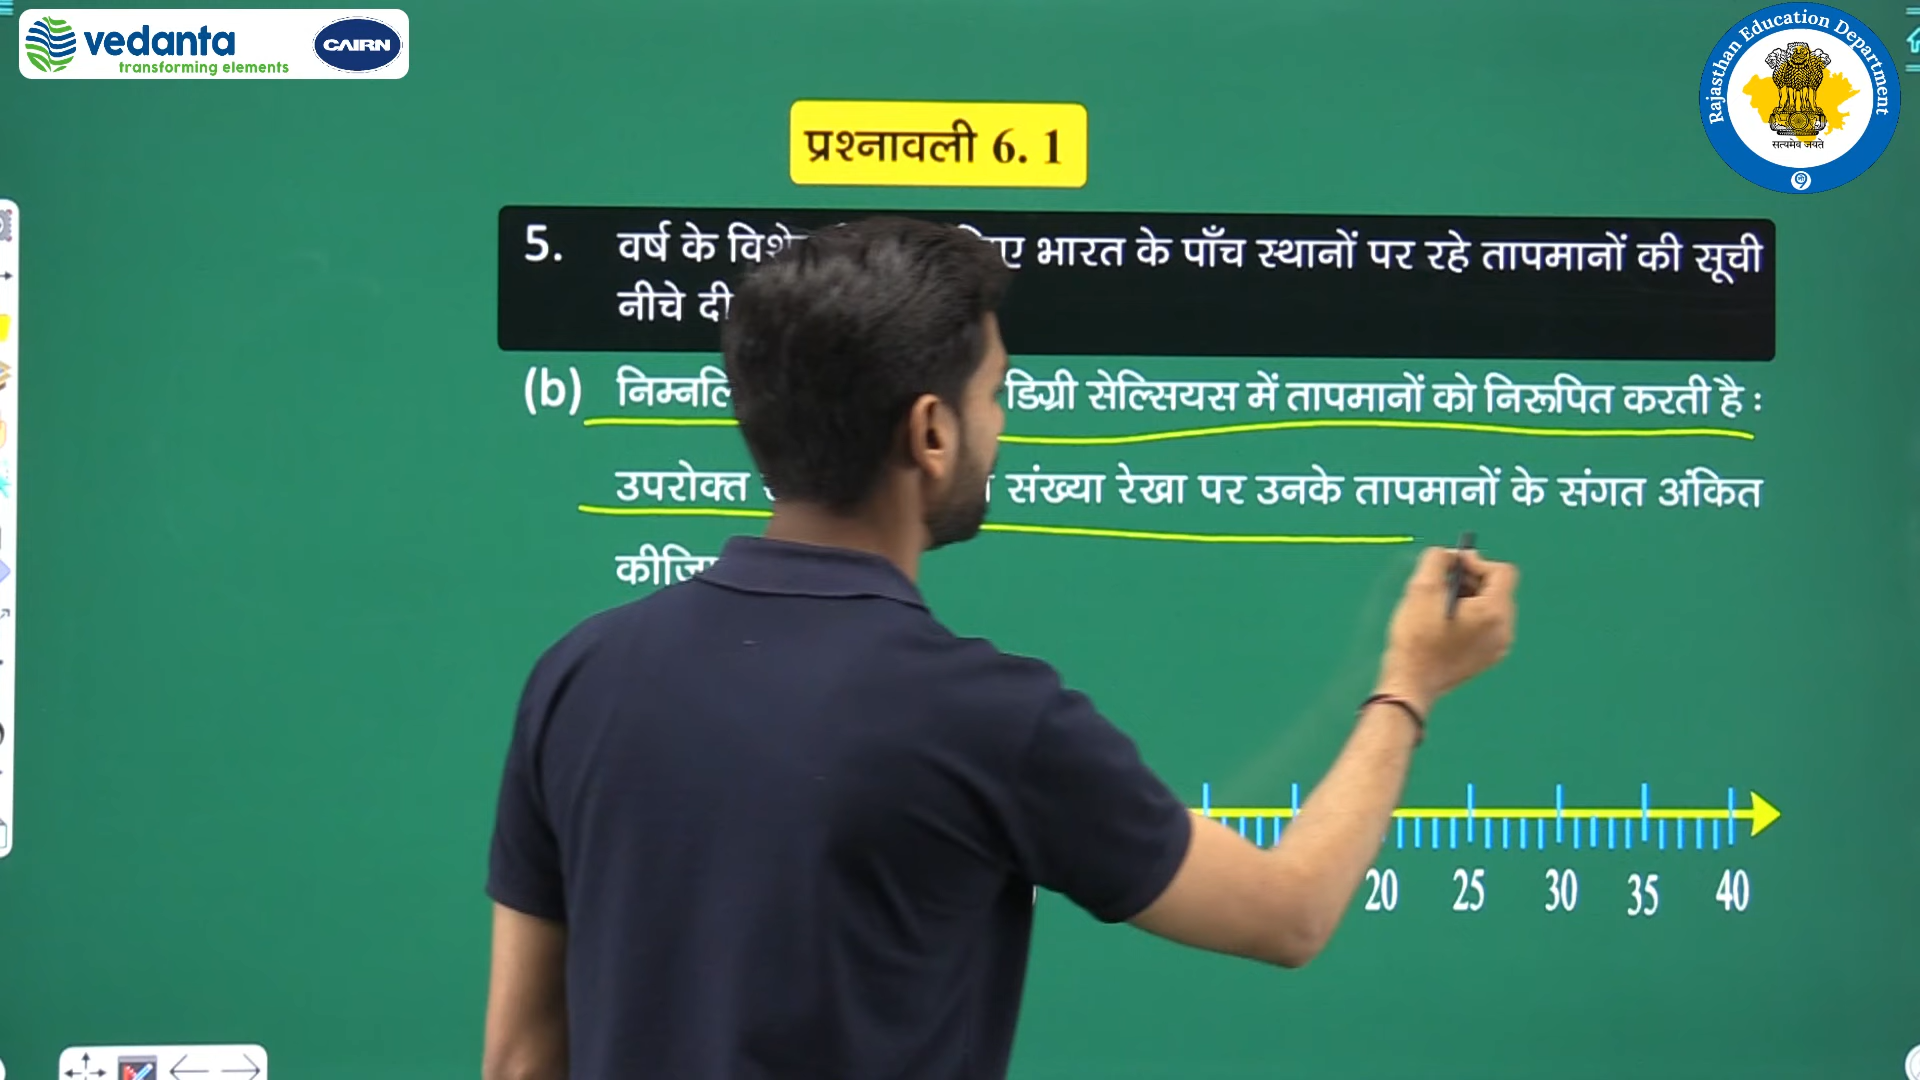 vedanta
transforming elements
CAIRN
Rajasthan Education Department
सत्यमेव जयते
प्रश्नावली 6. 1
5. वर्ष के भारत के पाँच स्थानों पर रहे तापमानों की सूची
नीचे
(b) डिग्री सेल्सियस में तापमानों को निरूपित करती है :
उपरोक्त संख्या रेखा पर उनके तापमानों के संगत अंकित
20 25 30 35 40